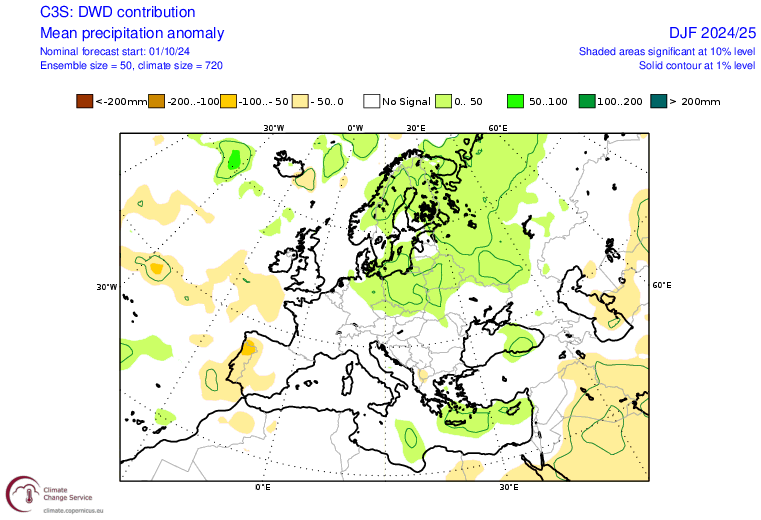 C3S: DWD contribution
Mean precipitation anomaly DJF 2024/25
Nominal forecast start: 01/10/24 Shaded areas significant at 10% level
Ensemble size = 50, climate size = 720 Solid contour at 1% level
<-200mm -200..-100 -100..- 50 - 50..0 No Signal 0.. 50 50..100 100..200 > 200mm
30°W 0°W 30°E 60°E
30°W 60°E
0°E 30°E
Climate
Change Service
climate.copernicus.eu